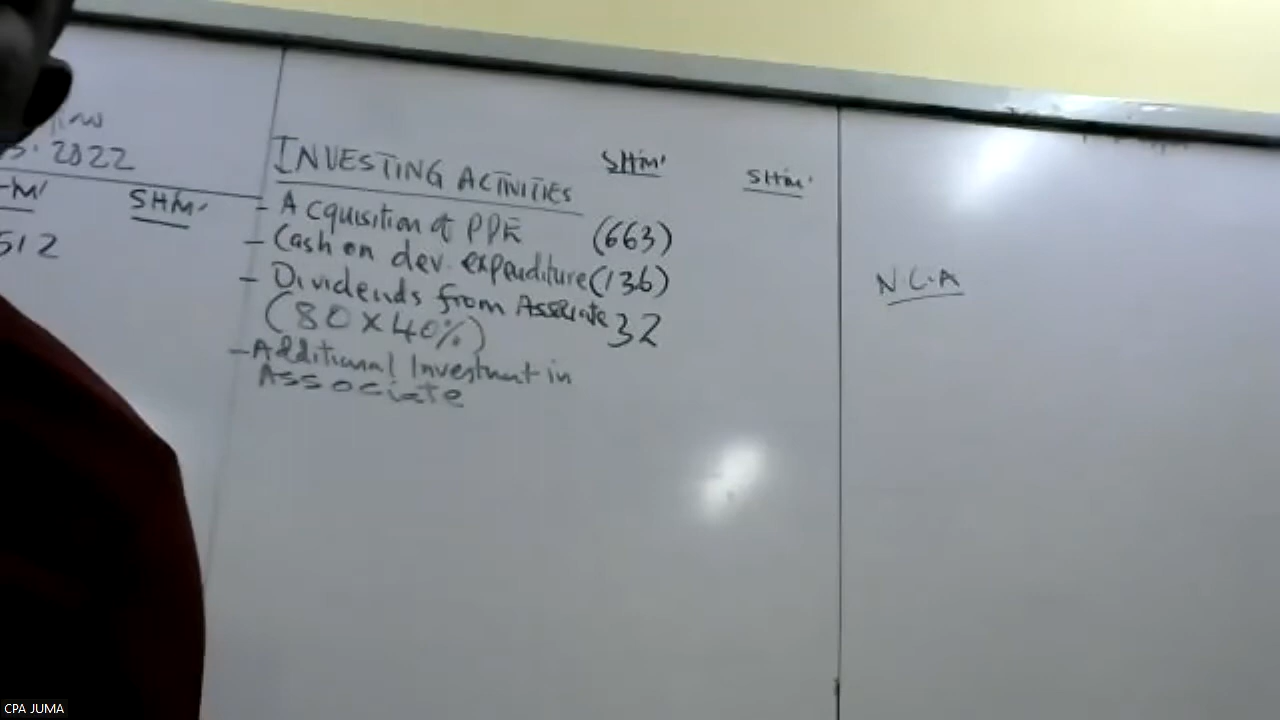 3.2022
SHM'
512
INVESTING ACTIVITIES
SHM'
SHM'
- Acquisition of PPE (663)
- Cash on dev. expenditure (136)
- Dividends from Associate 32
(80 X 40%)
- Additional Investment in
Associate
N.C.A
CPA JUMA